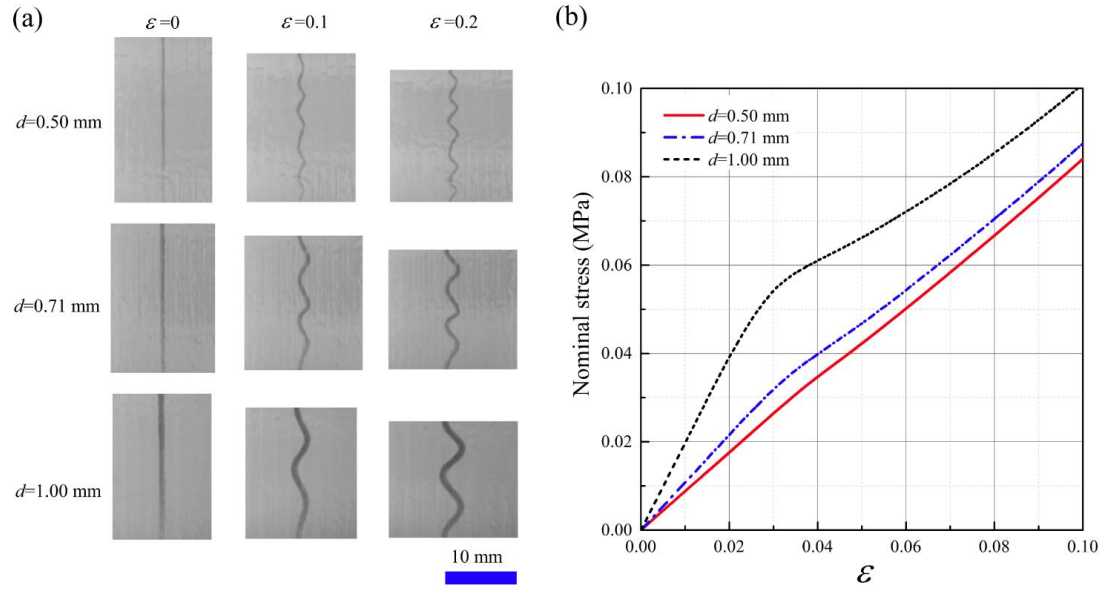 (a)
ε=0 ε=0.1 ε=0.2
d=0.50 mm
d=0.71 mm
d=1.00 mm
10 mm
(b)
0.10
0.08
0.06
0.04
0.02
0.00
Nominal stress (MPa)
d=0.50 mm
d=0.71 mm
d=1.00 mm
0.00 0.02 0.04 0.06 0.08 0.10
ε